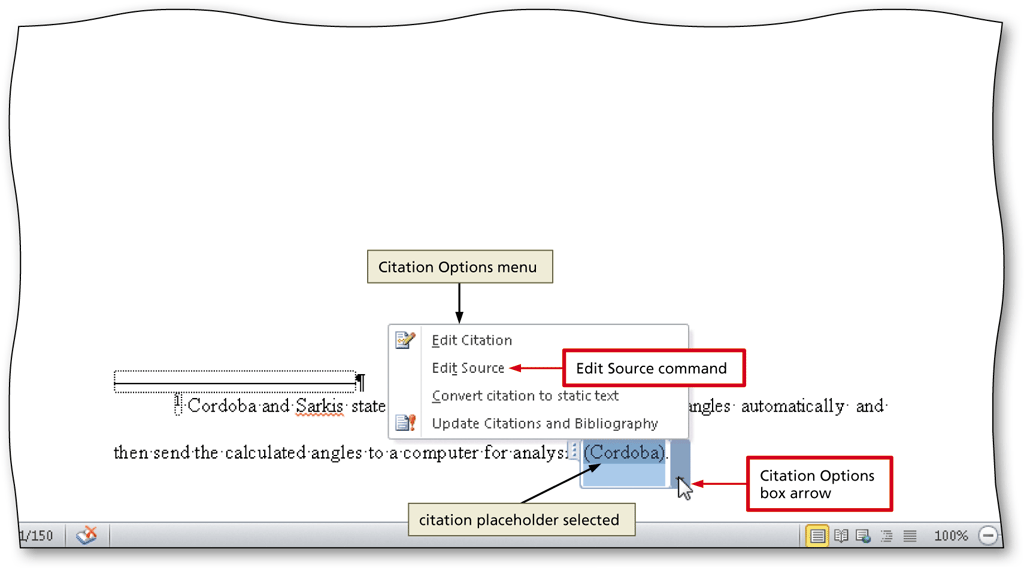 Citation Options menu
Edit Citation
Edit Source
Edit Source command
Convert citation to static text
Update Citations and Bibliography
¶
1 Cordoba and Sarkis state angles automatically and
then send the calculated angles to a computer for analysi (Cordoba).
Citation Options
box arrow
citation placeholder selected
1/150
100%